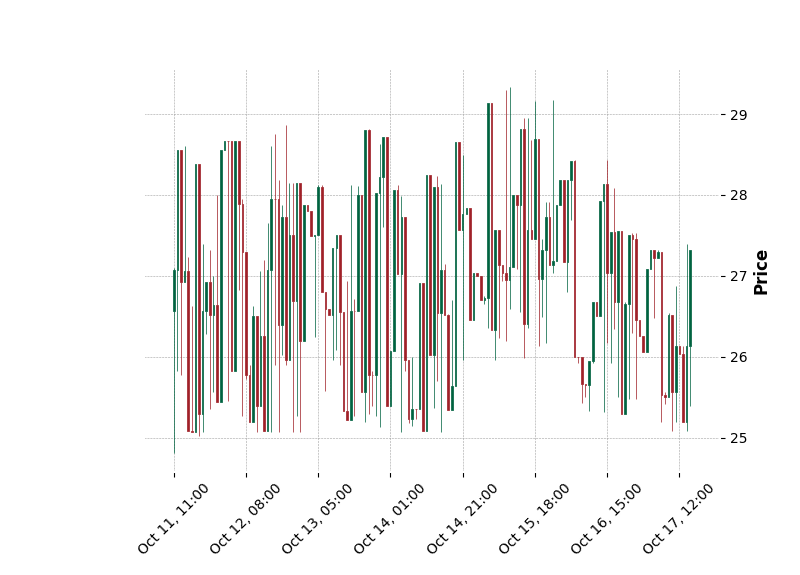 29
28
27
26
25
Price
Oct 11, 11:00
Oct 12, 08:00
Oct 13, 05:00
Oct 14, 01:00
Oct 14, 21:00
Oct 15, 18:00
Oct 16, 15:00
Oct 17, 12:00